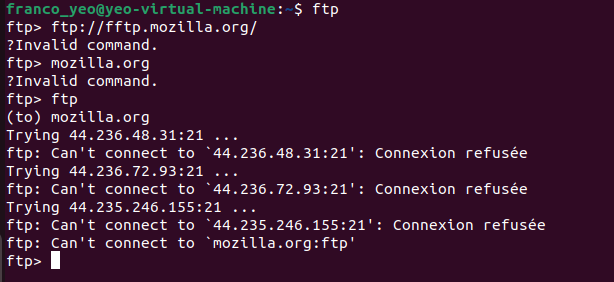 franco_yeo@yeo-virtual-machine:~$ ftp
ftp> ftp://fftp.mozilla.org/
?Invalid command.
ftp> mozilla.org
?Invalid command.
ftp> ftp
(to) mozilla.org
Trying 44.236.48.31:21 ...
ftp: Can't connect to `44.236.48.31:21': Connexion refusée
Trying 44.236.72.93:21 ...
ftp: Can't connect to `44.236.72.93:21': Connexion refusée
Trying 44.235.246.155:21 ...
ftp: Can't connect to `44.235.246.155:21': Connexion refusée
ftp: Can't connect to `mozilla.org:ftp'
ftp>